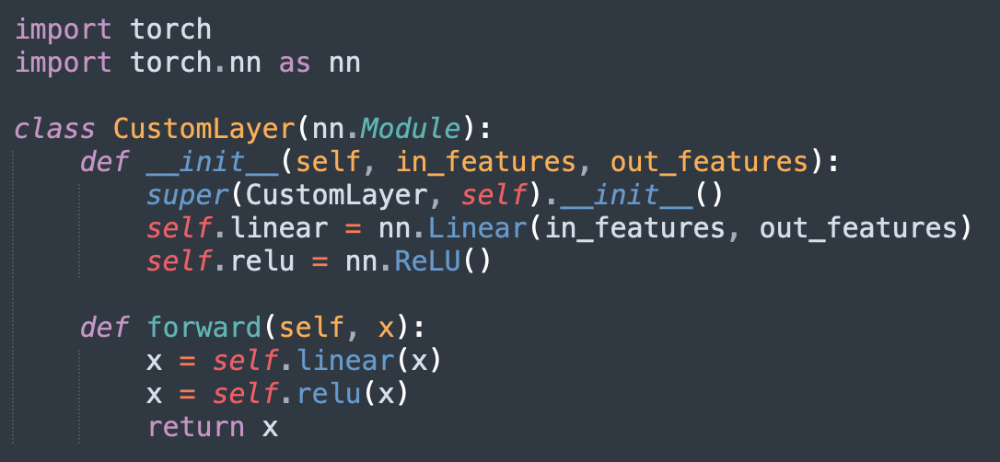 import torch
import torch.nn as nn

class CustomLayer(nn.Module):
    def __init__(self, in_features, out_features):
        super(CustomLayer, self).__init__()
        self.linear = nn.Linear(in_features, out_features)
        self.relu = nn.ReLU()

    def forward(self, x):
        x = self.linear(x)
        x = self.relu(x)
        return x